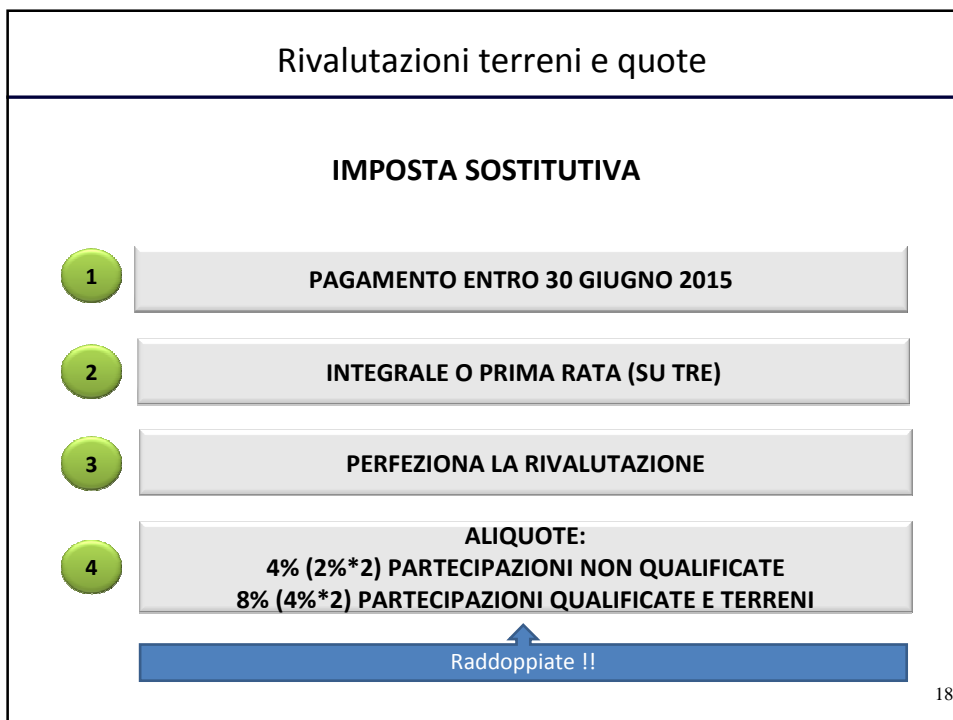 Rivalutazioni terreni e quote
IMPOSTA SOSTITUTIVA
1
PAGAMENTO ENTRO 30 GIUGNO 2015
2
INTEGRALE O PRIMA RATA (SU TRE)
3
PERFEZIONA LA RIVALUTAZIONE
4
ALIQUOTE:
4% (2%*2) PARTECIPAZIONI NON QUALIFICATE
8% (4%*2) PARTECIPAZIONI QUALIFICATE E TERRENI
Raddoppiate !!
18